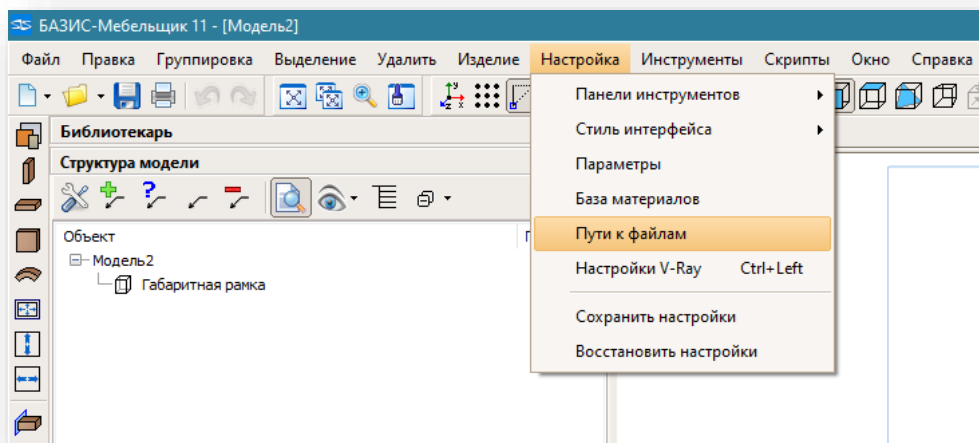 БАЗИС-Мебельщик 11 - [Модель2]
Файл Правка Группировка Выделение Удалить Изделие Настройка Инструменты Скрипты Окно Справка
Панели инструментов
Стиль интерфейса
Параметры
База материалов
Пути к файлам
Настройки V-Ray Ctrl+Left
Сохранить настройки
Восстановить настройки
Библиотекарь
Структура модели
Объект
Модель2
Габаритная рамка